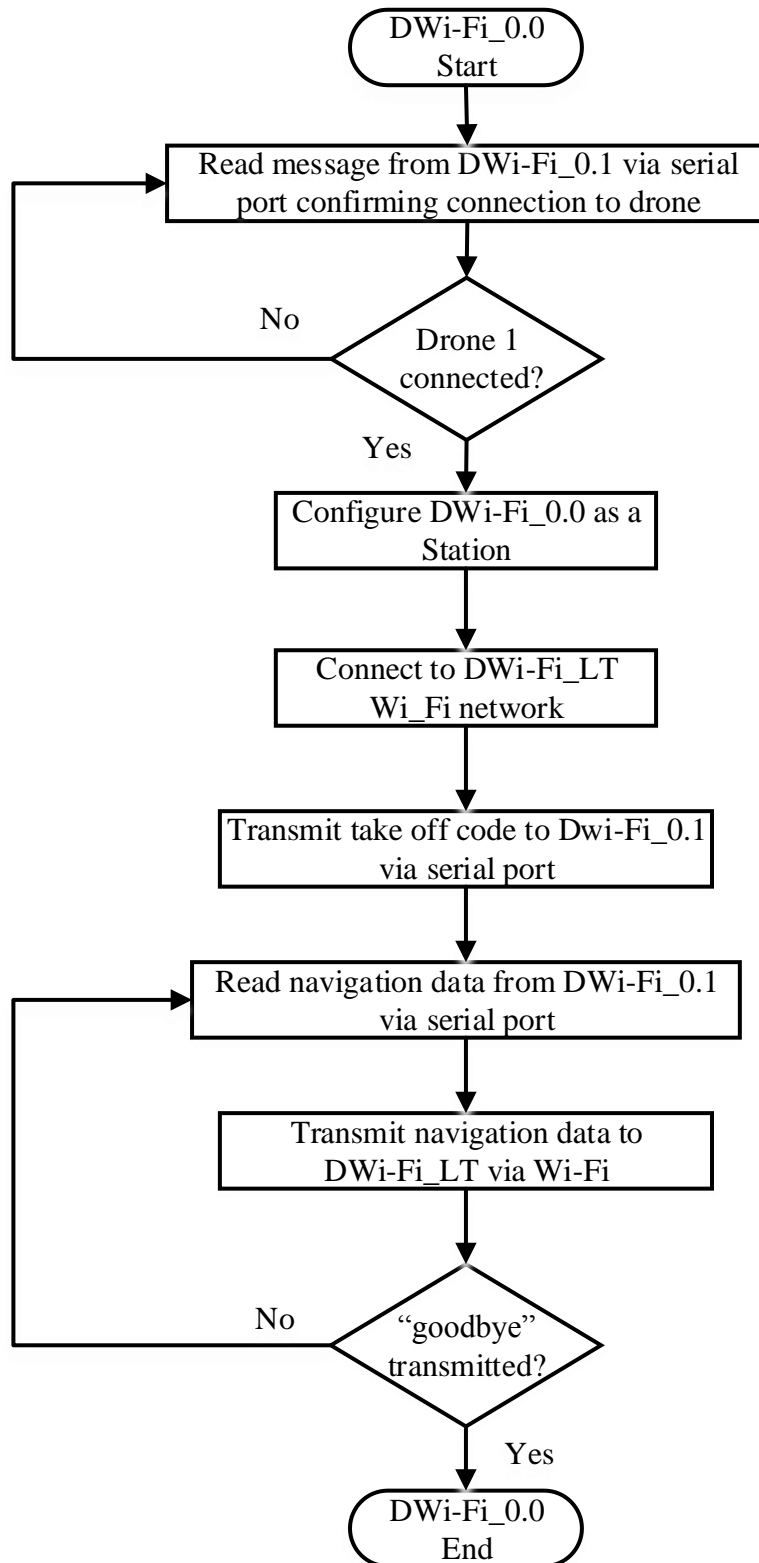 DWi-Fi_0.0
Start
Read message from DWi-Fi_0.1 via serial
port confirming connection to drone
No
Drone 1
connected?
Yes
Configure DWi-Fi_0.0 as a
Station
Connect to DWi-Fi_LT
Wi_Fi network
Transmit take off code to Dwi-Fi_0.1
via serial port
Read navigation data from DWi-Fi_0.1
via serial port
Transmit navigation data to
DWi-Fi_LT via Wi-Fi
No
“goodbye”
transmitted?
Yes
DWi-Fi_0.0
End